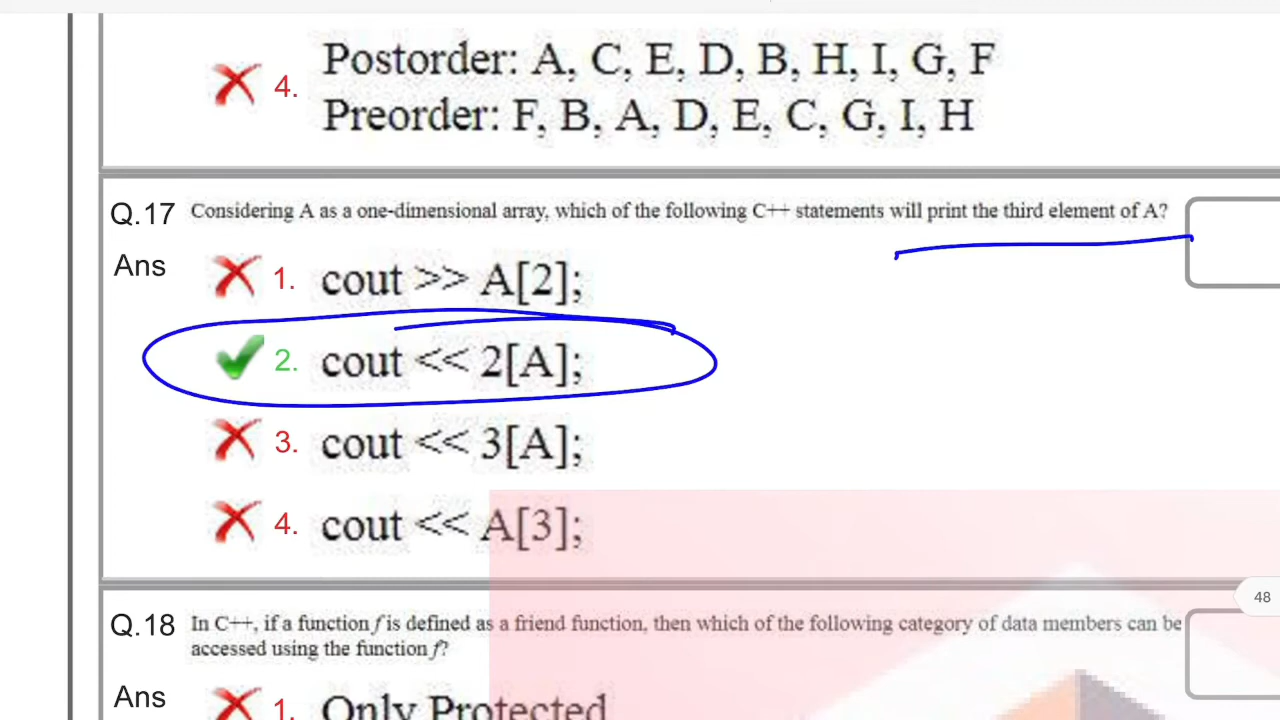 Postorder: A, C, E, D, B, H, I, G, F
4.
Preorder: F, B, A, D, E, C, G, I, H
Q.17 Considering A as a one-dimensional array, which of the following C++ statements will print the third element of A?
Ans
1. cout >> A[2];
2. cout << 2[A];
3. cout << 3[A];
4. cout << A[3];
48
Q.18 In C++, if a function f is defined as a friend function, then which of the following category of data members can be
accessed using the function f?
Ans
1. Only Protected